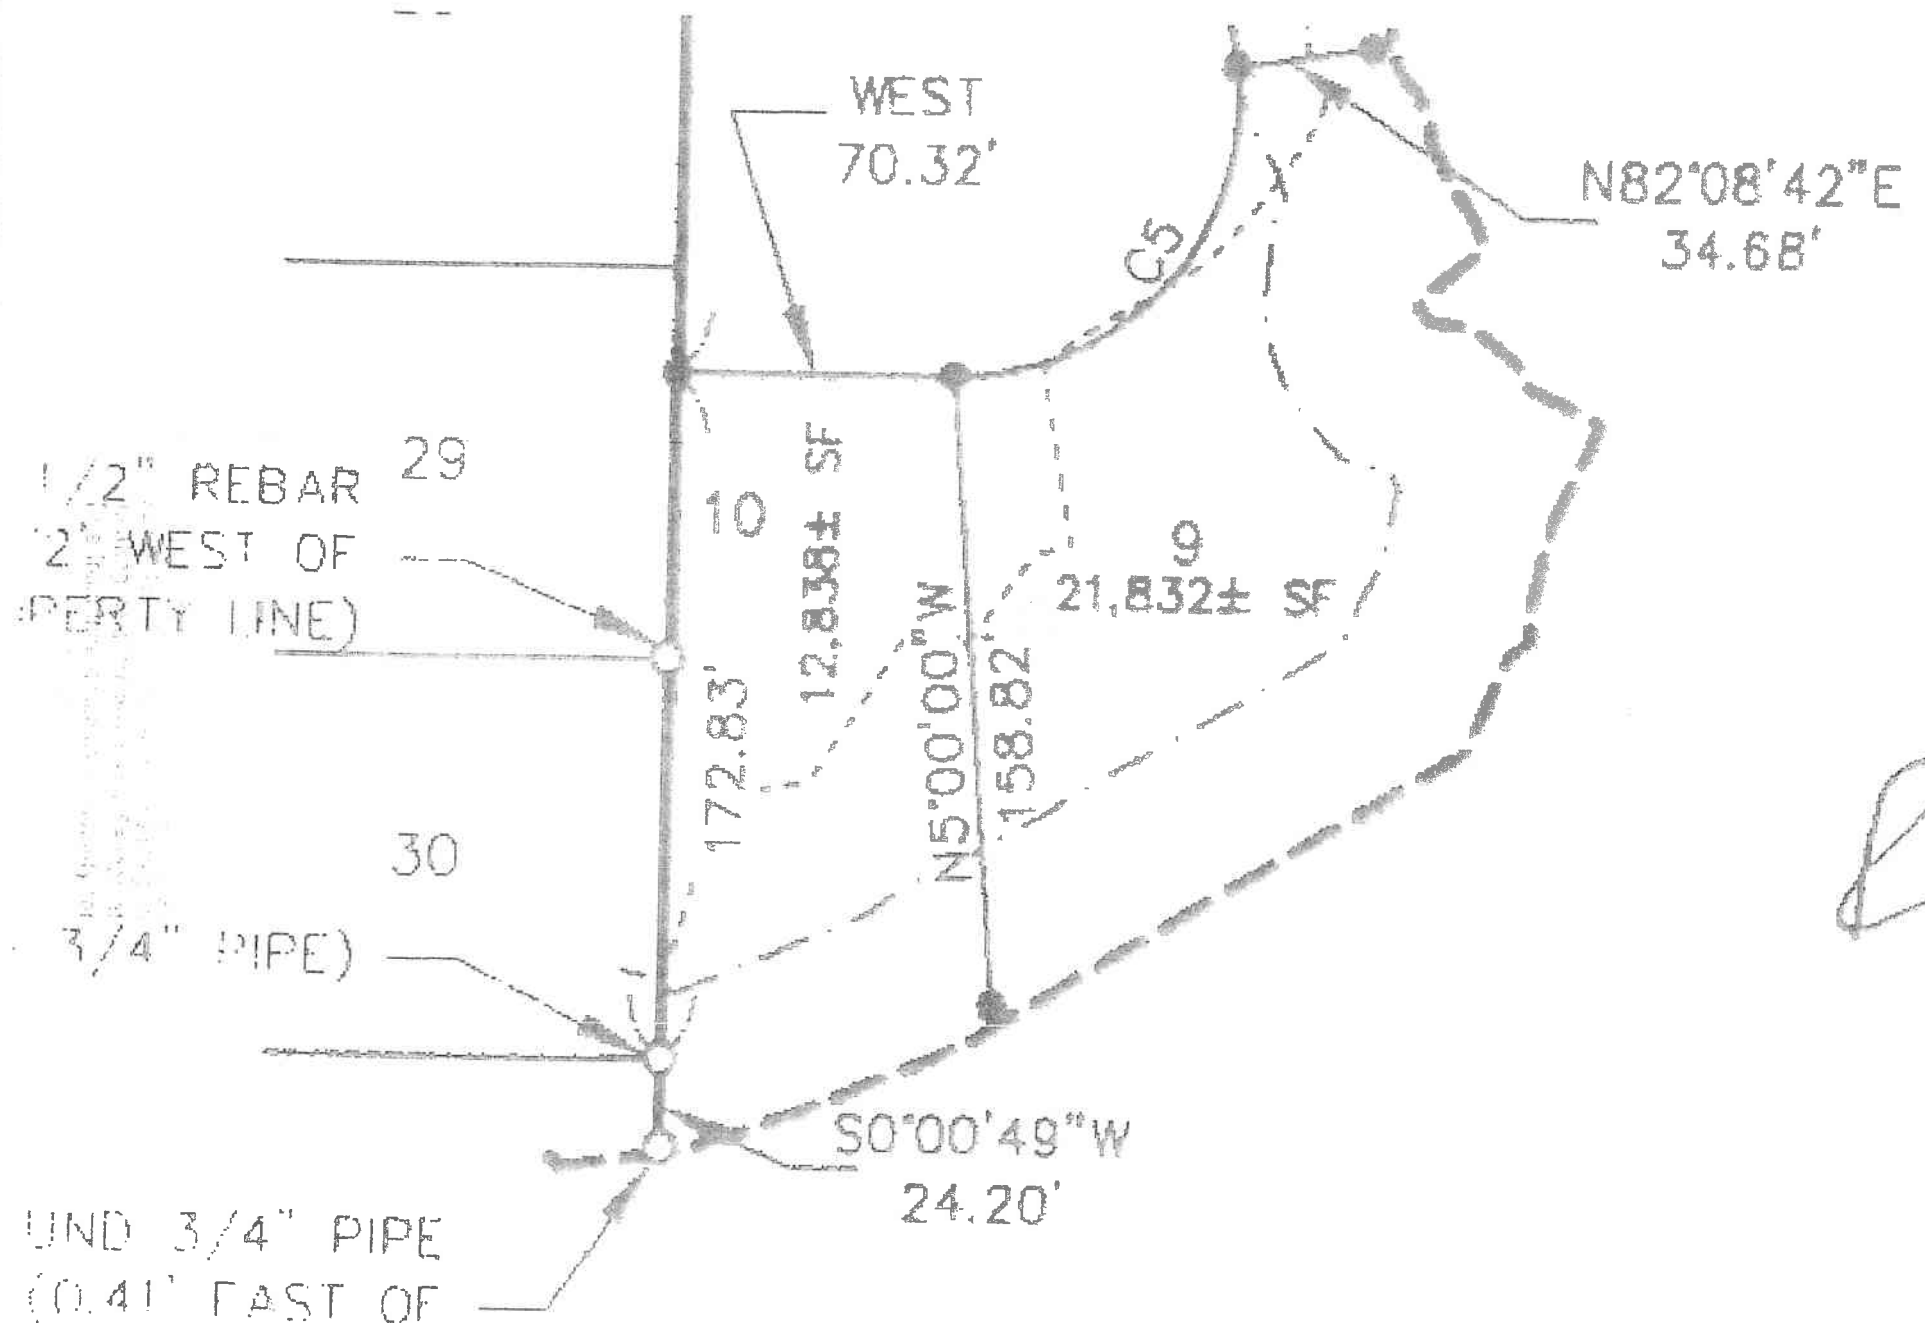 WEST
70.32'
N82°08'42"E
34.68'
C5
29
1/2" REBAR
2' WEST OF
PERTY LINE)
10
12,838± SF
9
21,832± SF
172.83'
N5°00'00"W
158.82
30
3/4" PIPE)
S0°00'49"W
24.20'
UND 3/4" PIPE
(0.41' EAST OF